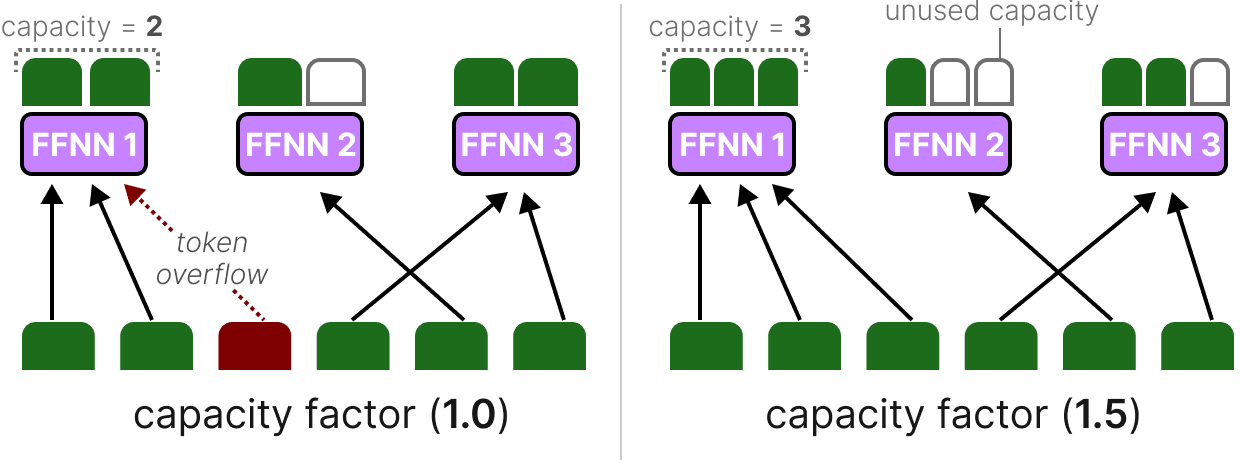 capacity = 2
FFNN 1
FFNN 2
FFNN 3
token
overflow
capacity factor (1.0)
unused capacity
capacity = 3
FFNN 1
FFNN 2
FFNN 3
capacity factor (1.5)